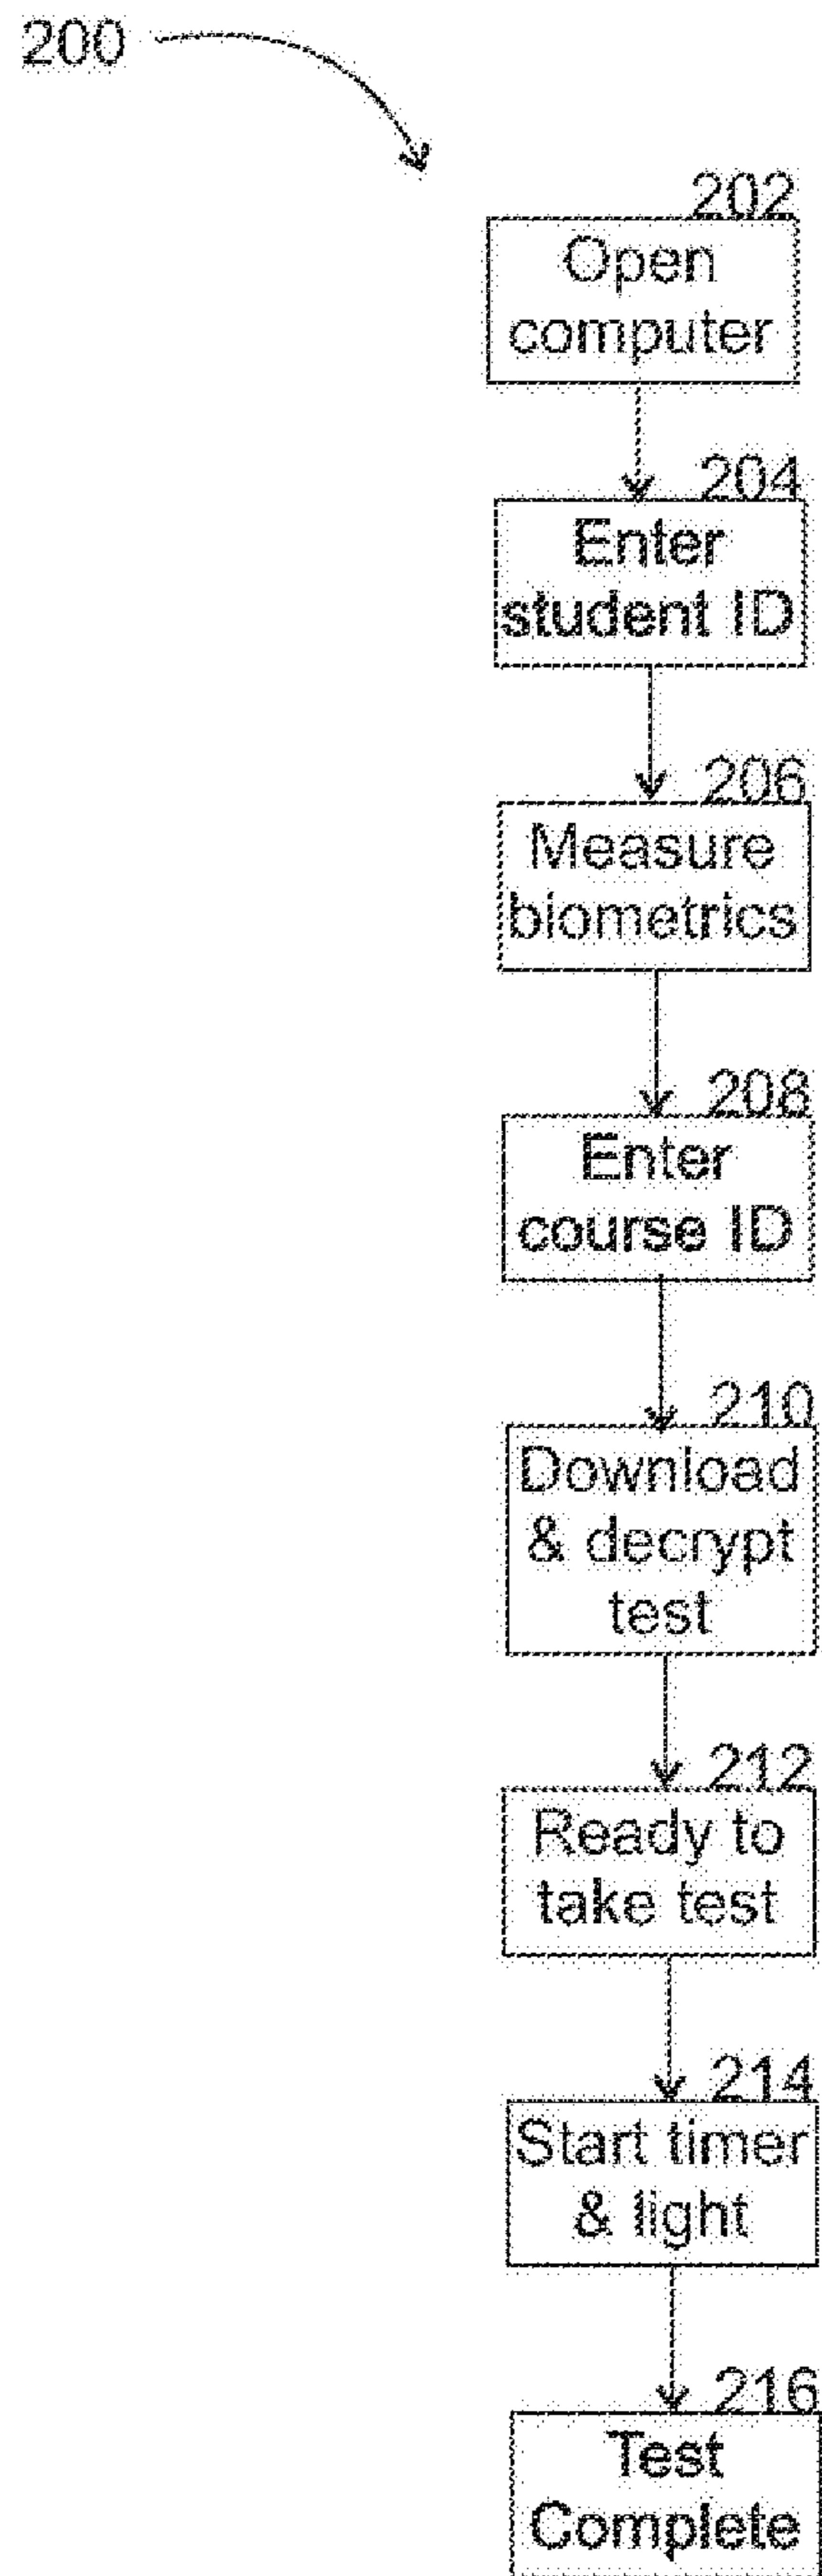 200
202
Open
computer
204
Enter
student ID
206
Measure
biometrics
208
Enter
course ID
210
Download
& decrypt
test
212
Ready to
take test
214
Start timer
& light
216
Test
Complete